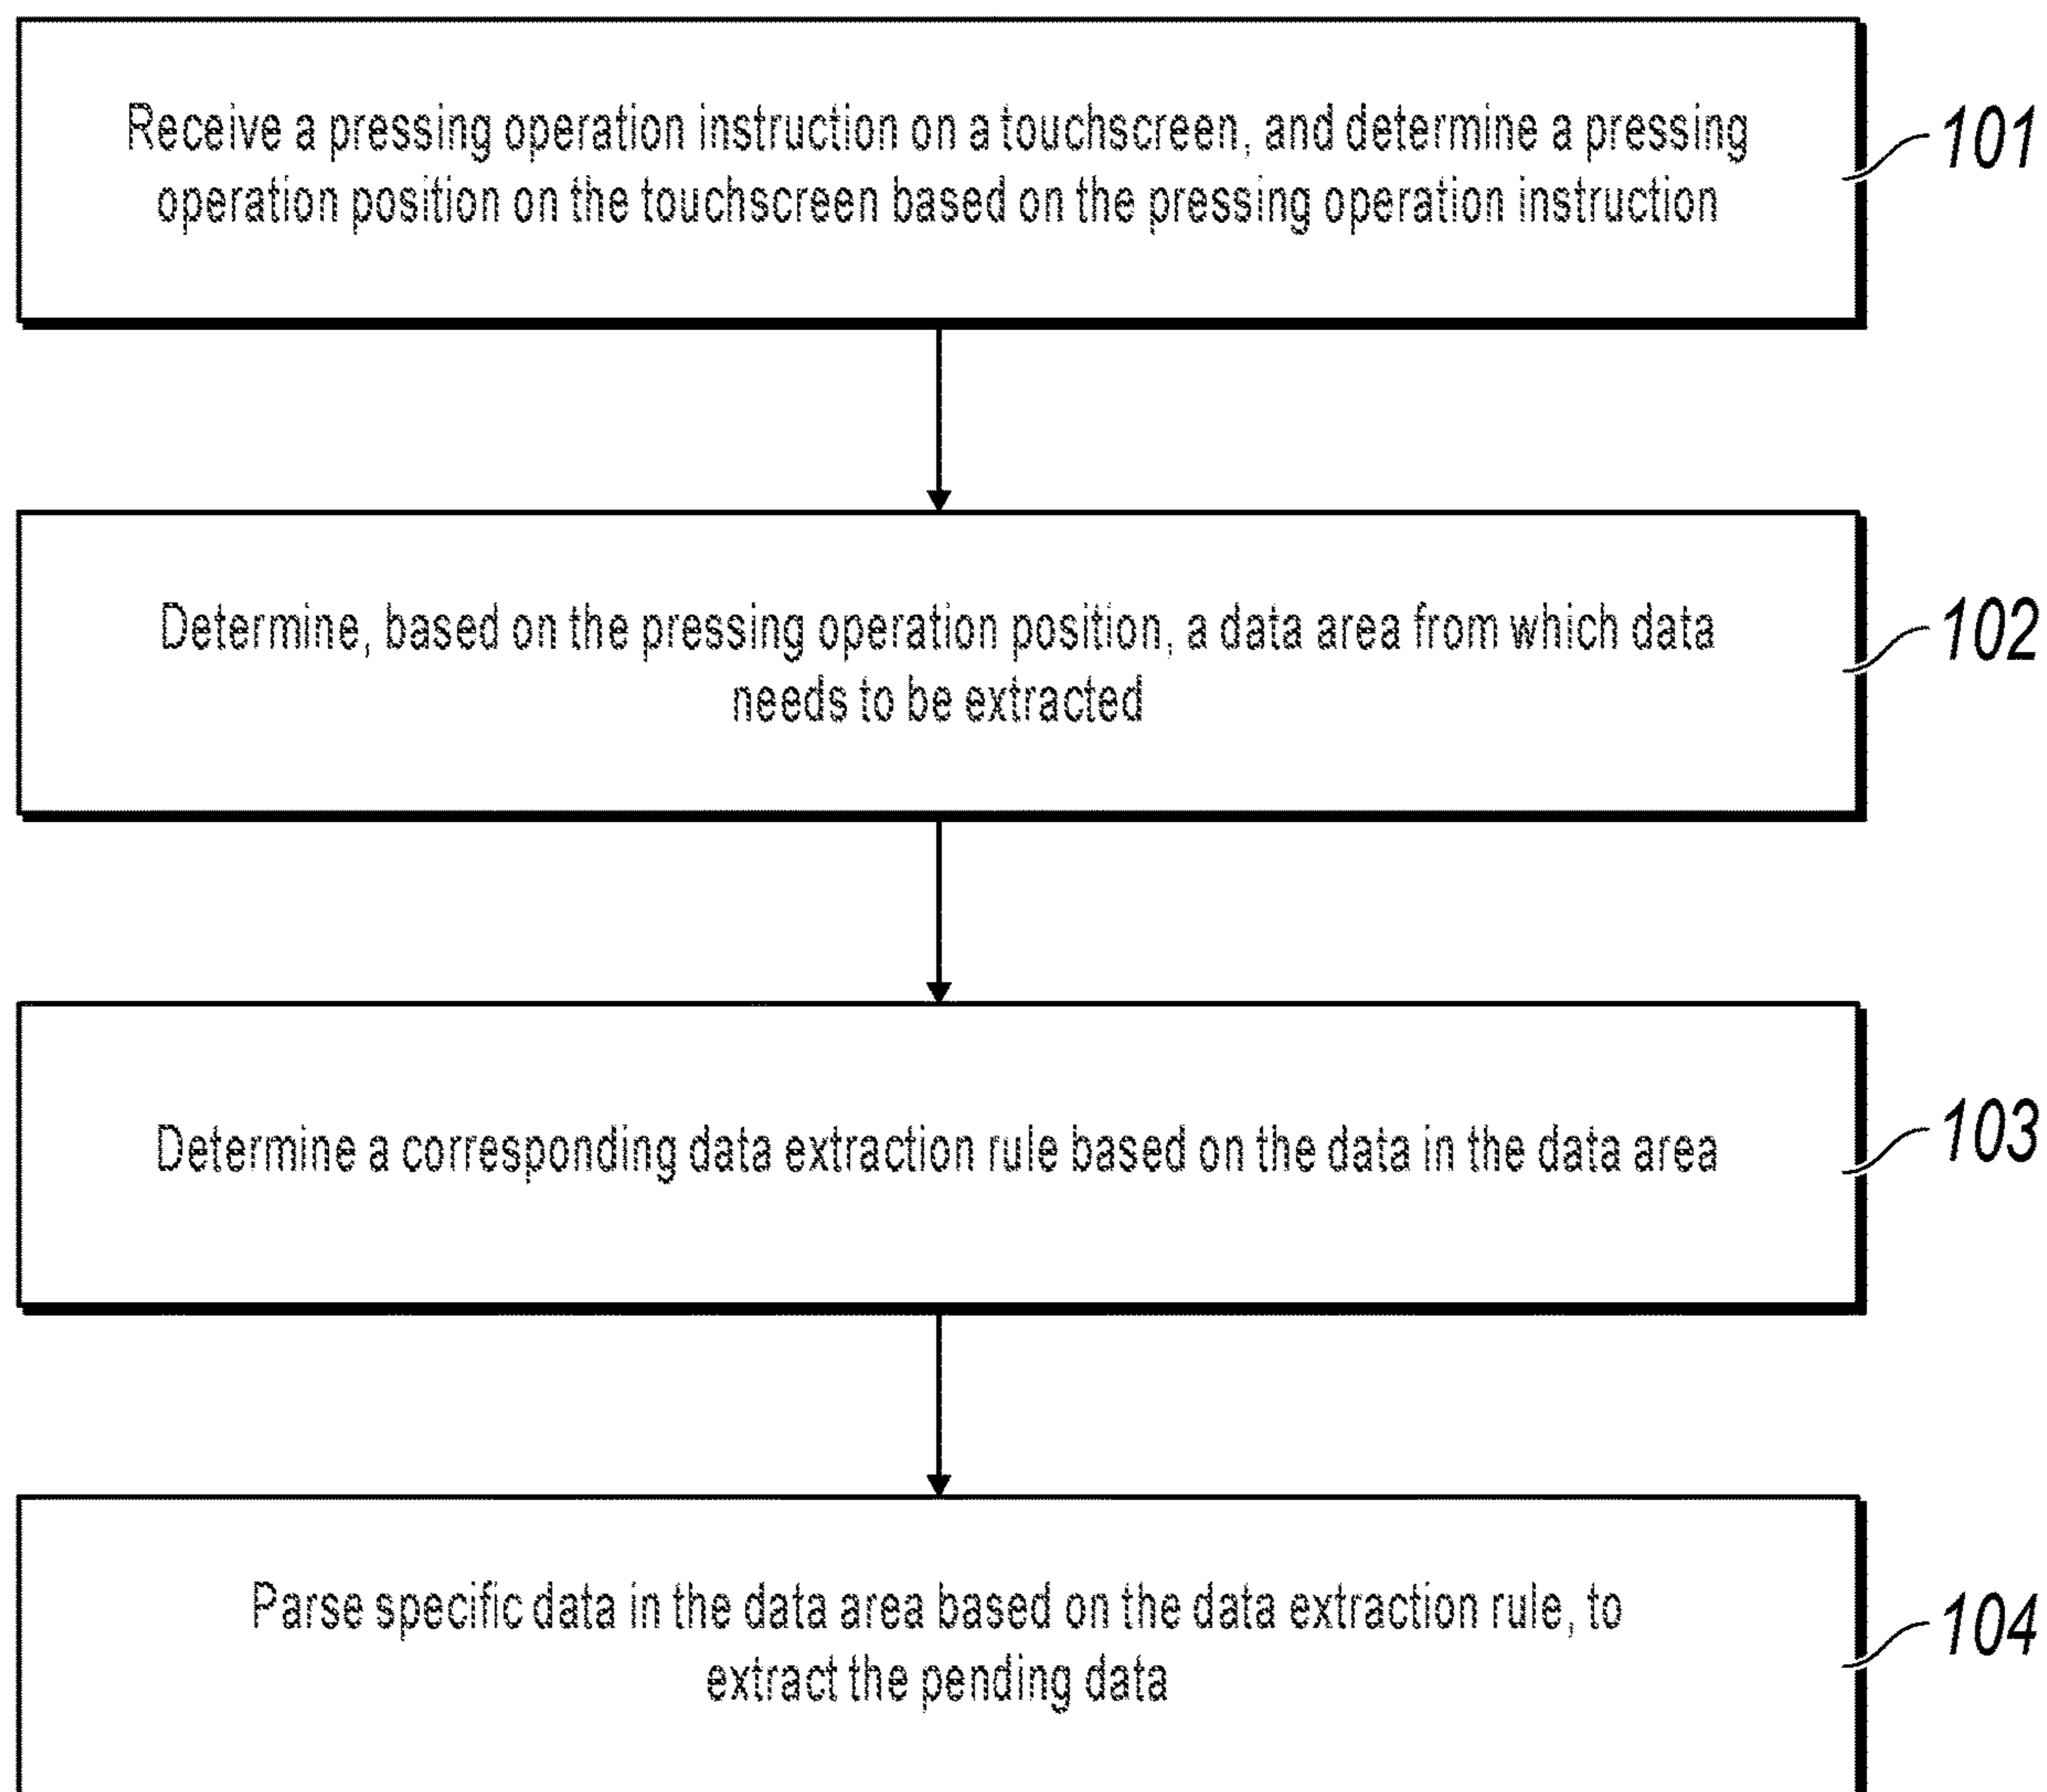 Receive a pressing operation instruction on a touchscreen, and determine a pressing
operation position on the touchscreen based on the pressing operation instruction
101
Determine, based on the pressing operation position, a data area from which data
needs to be extracted
102
Determine a corresponding data extraction rule based on the data in the data area
103
Parse specific data in the data area based on the data extraction rule, to
extract the pending data
104